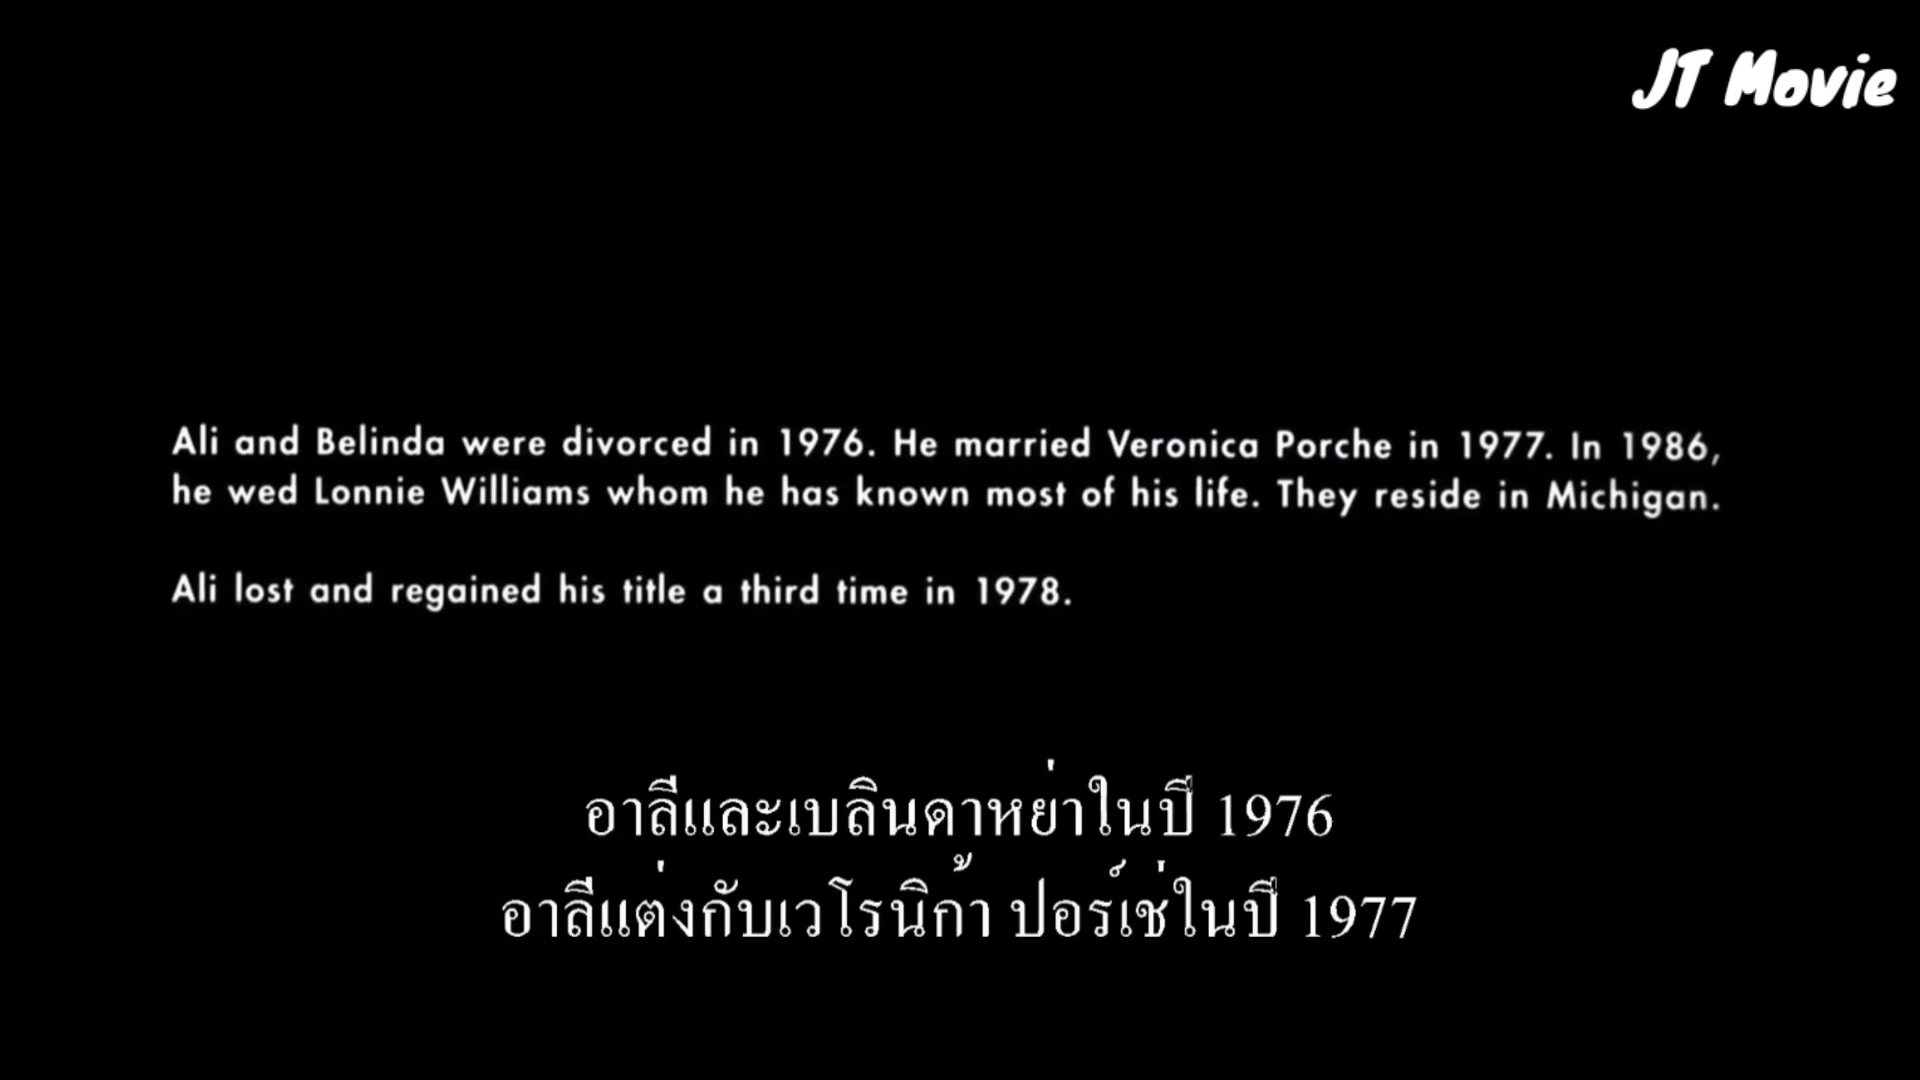 JT Movie
Ali and Belinda were divorced in 1976. He married Veronica Porche in 1977. In 1986,
he wed Lonnie Williams whom he has known most of his life. They reside in Michigan.
Ali lost and regained his title a third time in 1978.
อาลีและเบลินดาหย่าในปี 1976
อาลีแต่งกับเวโรนิก้า ปอร์เช่ในปี 1977